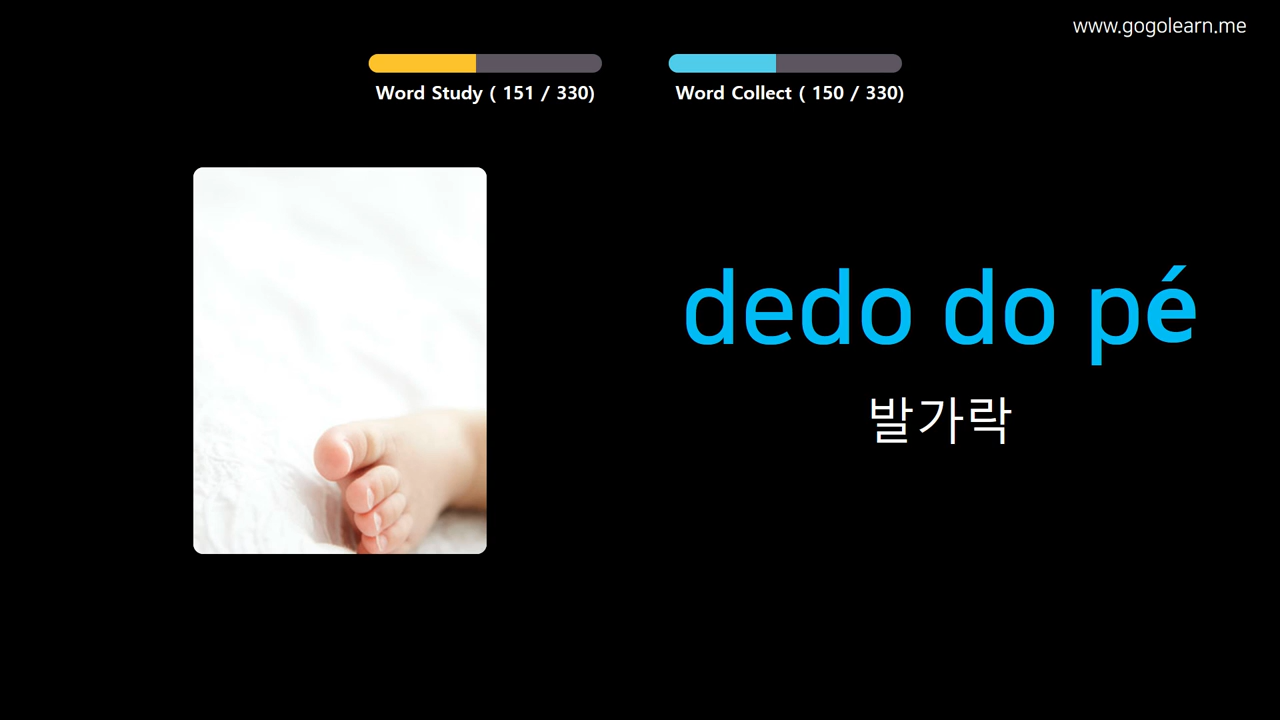 www.gogolearn.me
Word Study ( 151 / 330)
Word Collect ( 150 / 330)
dedo do pé
발가락